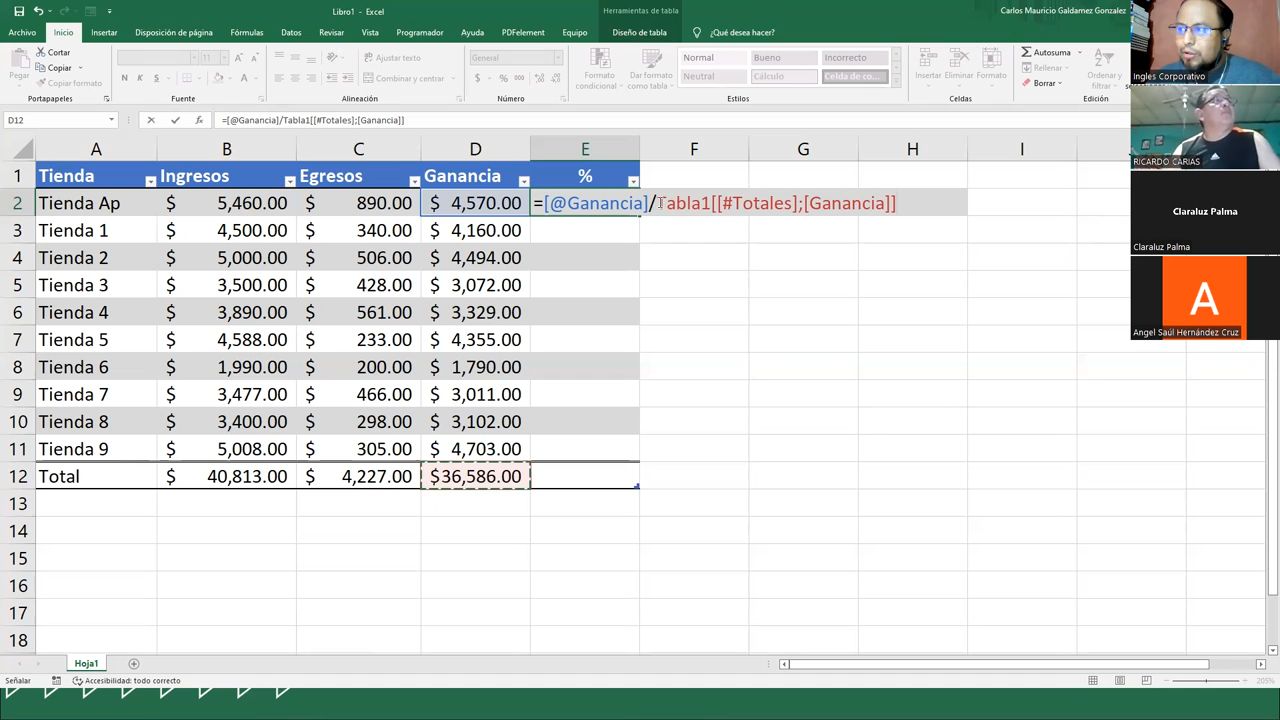 Libro1 - Excel
Herramientas de tabla
Carlos Mauricio Galdamez Gonzalez
Archivo Inicio Insertar Disposición de página Fórmulas Datos Revisar Vista Programador Ayuda PDFelement Equipo Diseño de tabla ¿Qué desea hacer?
Pegar
Cortar
Copiar
Copiar formato
Portapapeles
11
N K S
Fuente
Ajustar texto
Combinar y centrar
Alineación
General
$ %
Número
Formato condicional
Dar formato como tabla
Normal Bueno Incorrecto
Neutral Cálculo Celda de co...
Estilos
Insertar Eliminar Formato
Celdas
Autosuma
Rellenar
Borrar
Ordenar y
Edición
Ingles Corporativo
D12 fx =[@Ganancia]/Tabla1[[#Totales];[Ganancia]]
A B C D E F G H I
1 Tienda Ingresos Egresos Ganancia %
2 Tienda Ap $ 5,460.00 $ 890.00 $ 4,570.00 =[@Ganancia]/Tabla1[[#Totales];[Ganancia]]
3 Tienda 1 $ 4,500.00 $ 340.00 $ 4,160.00
4 Tienda 2 $ 5,000.00 $ 506.00 $ 4,494.00
5 Tienda 3 $ 3,500.00 $ 428.00 $ 3,072.00
6 Tienda 4 $ 3,890.00 $ 561.00 $ 3,329.00
7 Tienda 5 $ 4,588.00 $ 233.00 $ 4,355.00
8 Tienda 6 $ 1,990.00 $ 200.00 $ 1,790.00
9 Tienda 7 $ 3,477.00 $ 466.00 $ 3,011.00
10 Tienda 8 $ 3,400.00 $ 298.00 $ 3,102.00
11 Tienda 9 $ 5,008.00 $ 305.00 $ 4,703.00
12 Total $ 40,813.00 $ 4,227.00 $36,586.00
13
14
15
16
17
18
RICARDO CARIAS
Claraluz Palma
Claraluz Palma
A
Angel Saúl Hernández Cruz
Hoja1
Señalar Accesibilidad: todo correcto 205%